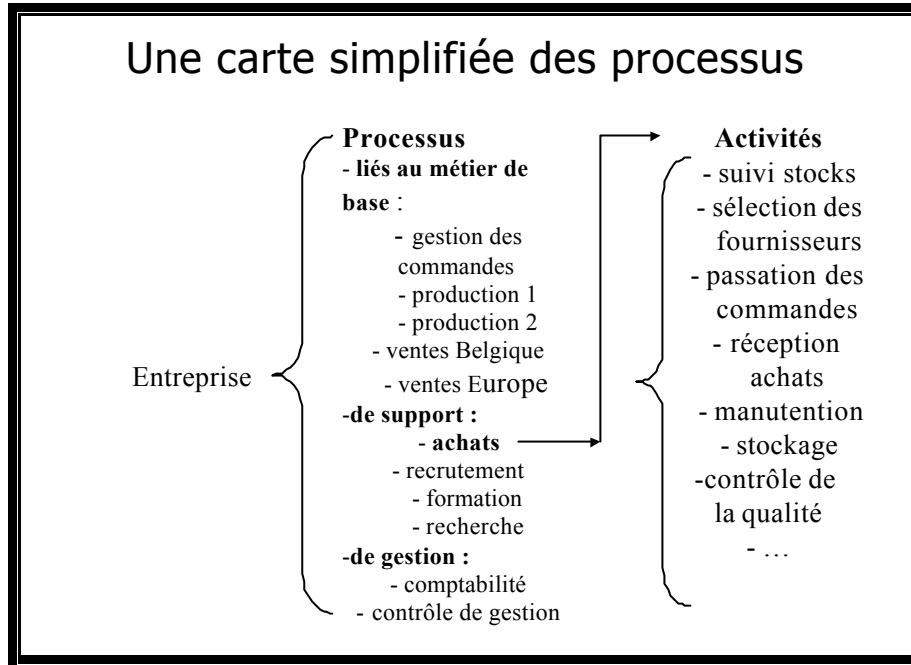 Une carte simplifiée des processus
Entreprise
Processus
- liés au métier de
base :
- gestion des
commandes
- production 1
- production 2
- ventes Belgique
- ventes Europe
-de support :
- achats
- recrutement
- formation
- recherche
-de gestion :
- comptabilité
- contrôle de gestion
Activités
- suivi stocks
- sélection des
fournisseurs
- passation des
commandes
- réception
achats
- manutention
- stockage
-contrôle de
la qualité
- …